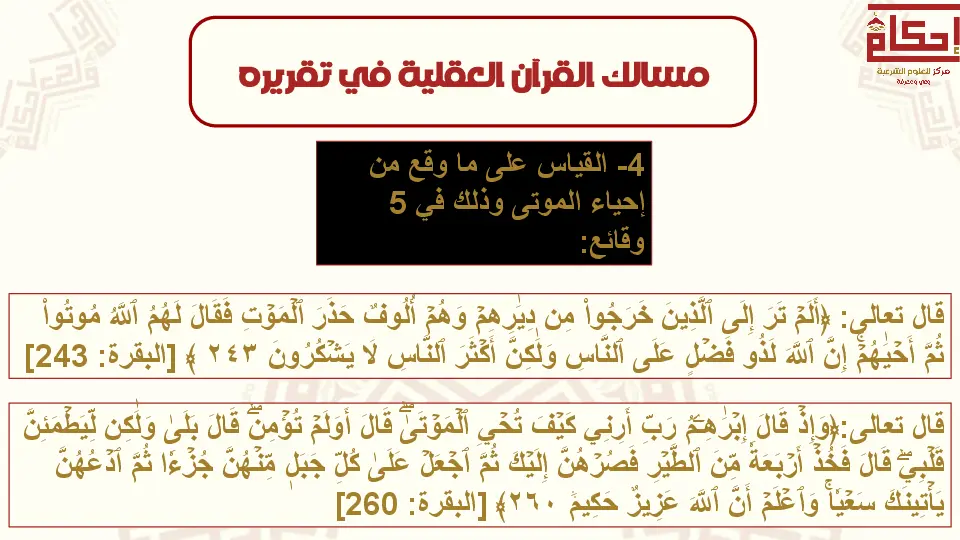 إحكام
مركز للعلوم الشرعية
وعي ومعرفة
مسالك القرآن العقلية في تقريره
4- القياس على ما وقع من
إحياء الموتى وذلك في 5
وقائع:
قال تعالى: ﴿أَلَمۡ تَرَ إِلَى ٱلَّذِينَ خَرَجُواْ مِن دِيَٰرِهِمۡ وَهُمۡ أُلُوفٌ حَذَرَ ٱلۡمَوۡتِ فَقَالَ لَهُمُ ٱللَّهُ مُوتُواْ
ثُمَّ أَحۡيَٰهُمۡۚ إِنَّ ٱللَّهَ لَذُو فَضۡلٍ عَلَى ٱلنَّاسِ وَلَٰكِنَّ أَكۡثَرَ ٱلنَّاسِ لَا يَشۡكُرُونَ ٢٤٣ ﴾ [البقرة: 243]
قال تعالى:﴿وَإِذۡ قَالَ إِبۡرَٰهِـۧمُ رَبِّ أَرِنِي كَيۡفَ تُحۡيِ ٱلۡمَوۡتَىٰۖ قَالَ أَوَلَمۡ تُؤۡمِنۖ قَالَ بَلَىٰ وَلَٰكِن لِّيَطۡمَئِنَّ
قَلۡبِيۖ قَالَ فَخُذۡ أَرۡبَعَةٗ مِّنَ ٱلطَّيۡرِ فَصُرۡهُنَّ إِلَيۡكَ ثُمَّ ٱجۡعَلۡ عَلَىٰ كُلِّ جَبَلٖ مِّنۡهُنَّ جُزۡءٗا ثُمَّ ٱدۡعُهُنَّ
يَأۡتِينَكَ سَعۡيٗاۚ وَٱعۡلَمۡ أَنَّ ٱللَّهَ عَزِيزٌ حَكِيمٞ ٢٦٠﴾ [البقرة: 260]